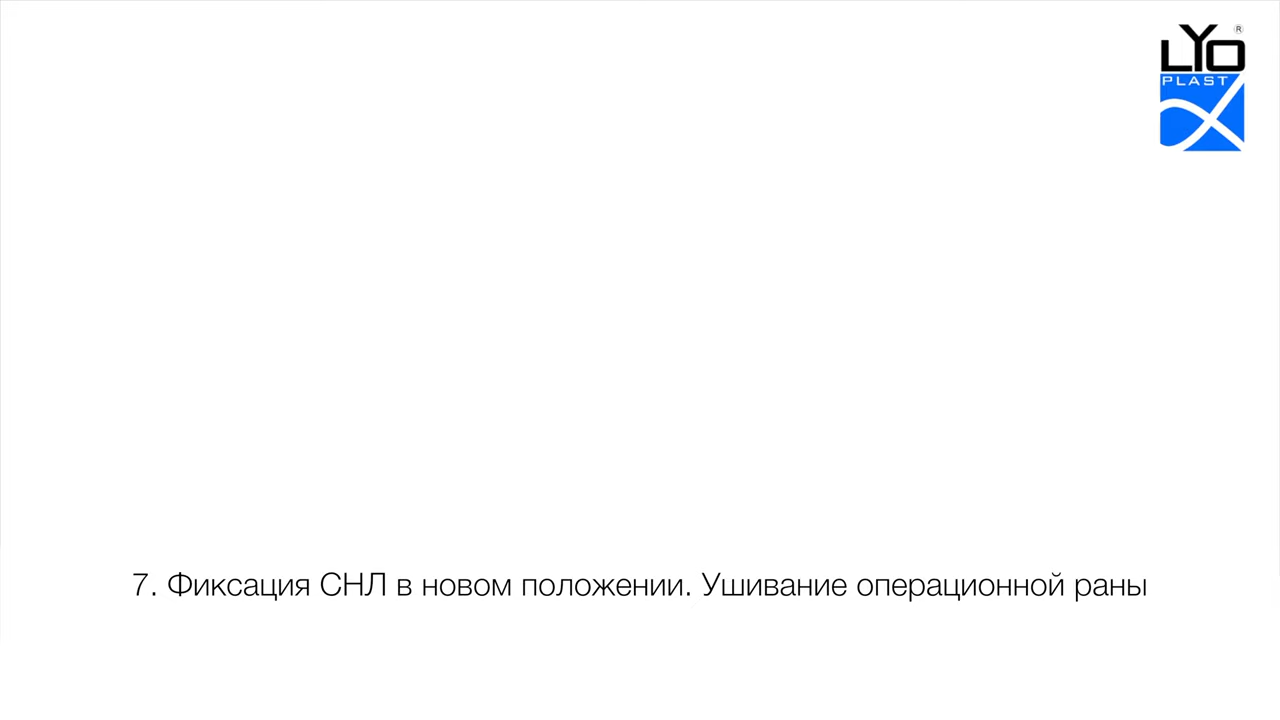 LYO
®
PLAST
7. Фиксация СНЛ в новом положении. Ушивание операционной раны